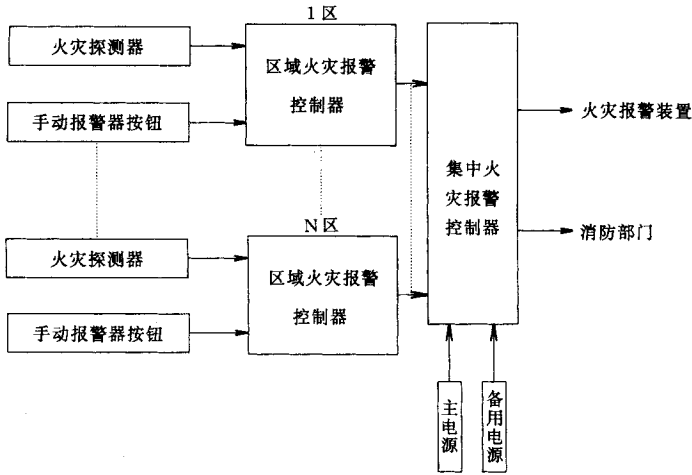 1区
火灾探测器
区域火灾报警
控制器
手动报警器按钮
火灾报警装置
集中火
灾报警
控制器
N区
消防部门
火灾探测器
区域火灾报警
控制器
手动报警器按钮
主电源
备用电源